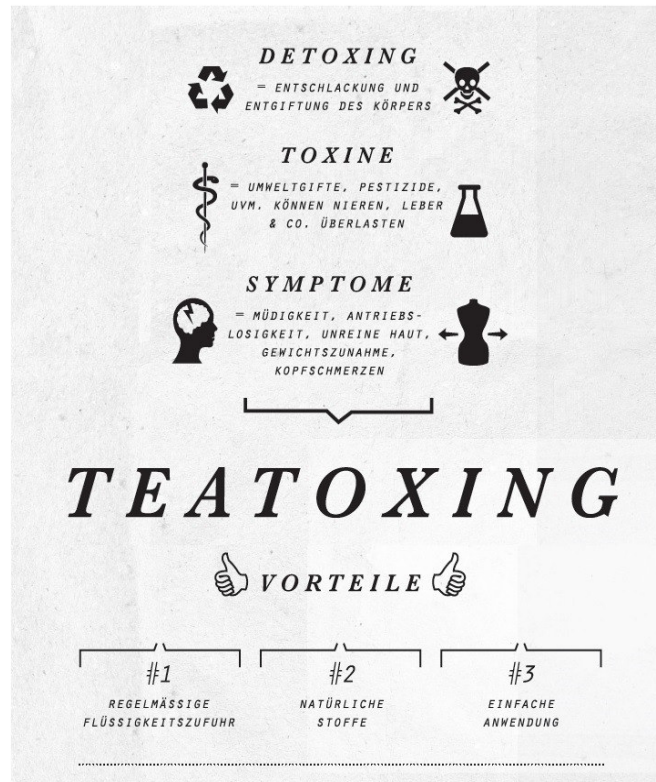 DETOXING
= ENTSCHLACKUNG UND
ENTGIFTUNG DES KÖRPERS
TOXINE
= UMWELTGIFTE, PESTIZIDE,
UVM. KÖNNEN NIEREN, LEBER
& CO. ÜBERLASTEN
SYMPTOME
= MÜDIGKEIT, ANTRIEBS-
LOSIGKEIT, UNREINE HAUT,
GEWICHTSZUNAHME,
KOPFSCHMERZEN
TEATOXING
VORTEILE
#1
REGELMÄSSIGE
FLÜSSIGKEITSZUFUHR
#2
NATÜRLICHE
STOFFE
#3
EINFACHE
ANWENDUNG